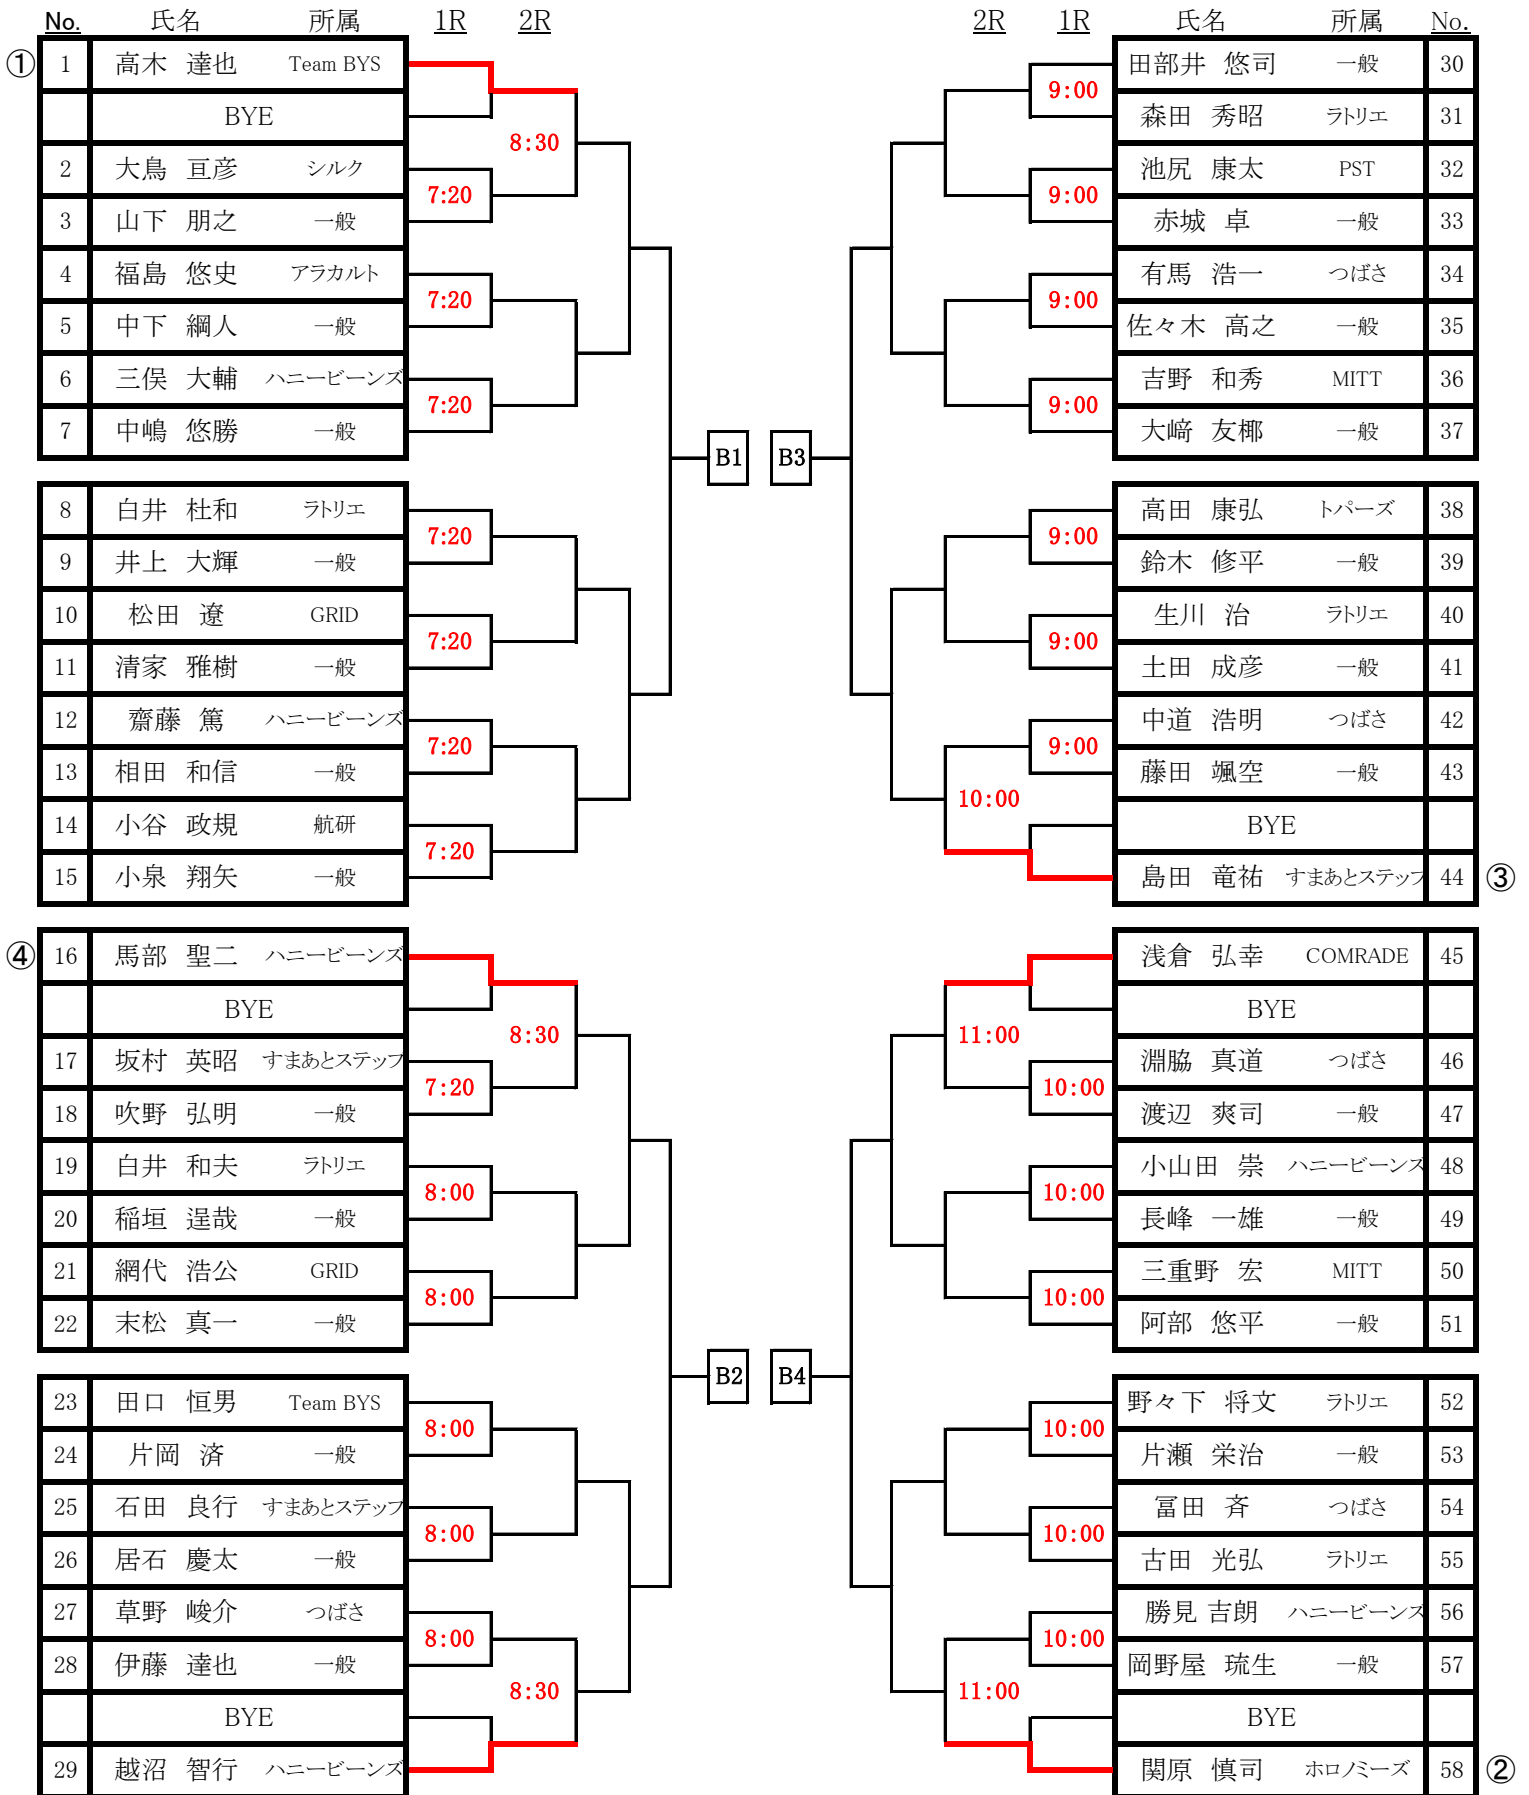 No. 氏名 所属 1R 2R
① 1 高木 達也 Team BYS
BYE
8:30
2 大鳥 亘彦 シルク
7:20
3 山下 朋之 一般
4 福島 悠史 アラカルト
7:20
5 中下 綱人 一般
6 三俣 大輔 ハニービーンズ
7:20
7 中嶋 悠勝 一般
B1
8 白井 杜和 ラトリエ
7:20
9 井上 大輝 一般
10 松田 遼 GRID
7:20
11 清家 雅樹 一般
12 齋藤 篤 ハニービーンズ
7:20
13 相田 和信 一般
14 小谷 政規 航研
7:20
15 小泉 翔矢 一般
④ 16 馬部 聖二 ハニービーンズ
BYE
8:30
17 坂村 英昭 すまあとステップ
7:20
18 吹野 弘明 一般
19 白井 和夫 ラトリエ
8:00
20 稲垣 逞哉 一般
21 網代 浩公 GRID
8:00
22 末松 真一 一般
B2
23 田口 恒男 Team BYS
8:00
24 片岡 済 一般
25 石田 良行 すまあとステップ
8:00
26 居石 慶太 一般
27 草野 峻介 つばさ
8:00
28 伊藤 達也 一般
8:30
BYE
29 越沼 智行 ハニービーンズ
2R 1R 氏名 所属 No.
田部井 悠司 一般 30
9:00
森田 秀昭 ラトリエ 31
池尻 康太 PST 32
9:00
赤城 卓 一般 33
有馬 浩一 つばさ 34
9:00
佐々木 高之 一般 35
吉野 和秀 MITT 36
9:00
大﨑 友椰 一般 37
B3
高田 康弘 トパーズ 38
9:00
鈴木 修平 一般 39
生川 治 ラトリエ 40
9:00
土田 成彦 一般 41
中道 浩明 つばさ 42
9:00
藤田 颯空 一般 43
10:00
BYE
島田 竜祐 すまあとステップ 44 ③
浅倉 弘幸 COMRADE 45
BYE
11:00
淵脇 真道 つばさ 46
10:00
渡辺 爽司 一般 47
小山田 崇 ハニービーンズ 48
10:00
長峰 一雄 一般 49
三重野 宏 MITT 50
10:00
阿部 悠平 一般 51
B4
野々下 将文 ラトリエ 52
10:00
片瀬 栄治 一般 53
冨田 斉 つばさ 54
10:00
古田 光弘 ラトリエ 55
勝見 吉朗 ハニービーンズ 56
10:00
岡野屋 琉生 一般 57
11:00
BYE
関原 慎司 ホロノミーズ 58 ②